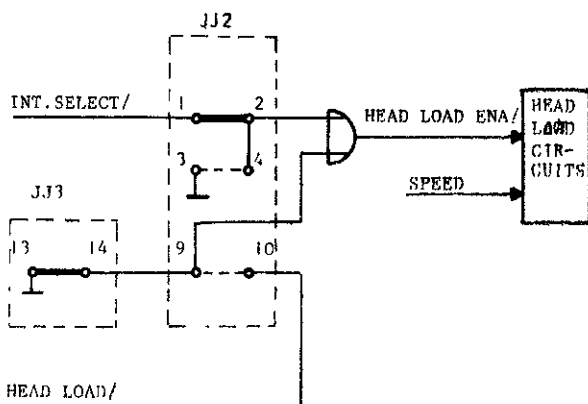 JJ2
INT.SELECT/
1
2
HEAD LOAD ENA/
HEAD
LOAD
CIR-
CUITS
3
4
SPEED
JJ3
13
14
9
10
HEAD LOAD/